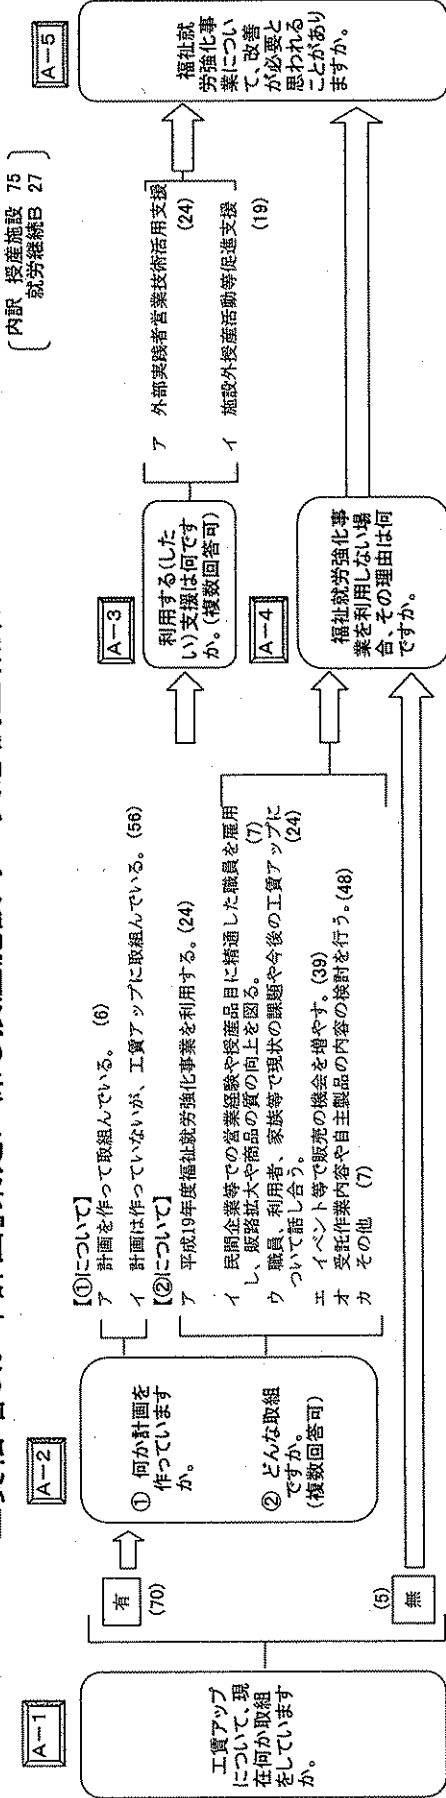 内訳 授産施設 75
就労継続B 27
A-1
工賃アップ
について、現
在何か取組
をしています
か。
有
(70)
(5)
無
A-2
① 何か計画を
作っています
か。
② どんな取組
ですか。
(複数回答可)
【①について】
ア 計画を作って取組んでいる。 (6)
イ 計画は作っていないが、工賃アップに取組んでいる。 (56)
【②について】
ア 平成19年度福祉就労強化事業を利用する。(24)
イ 民間企業等での営業経験や授産品目に精通した職員を雇用
し、販路拡大や商品の質の向上を図る。 (7)
ウ 職員、利用者、家族等で現状の課題や今後の工賃アップに
ついて話し合う。 (24)
エ イベント等で販売の機会を増やす。(39)
オ 受託作業内容や自主製品の内容の検討を行う。(48)
カ その他 (7)
A-3
利用する(した
い)支援は何です
か。(複数回答可)
ア 外部実践者営業技術活用支援
(24)
イ 施設外授産活動等促進支援
(19)
A-4
福祉就労強化事
業を利用しない場
合、その理由は何
ですか。
A-5
福祉就
労強化事
業につい
て、改善
が必要と
思われる
ことがあり
ますか。